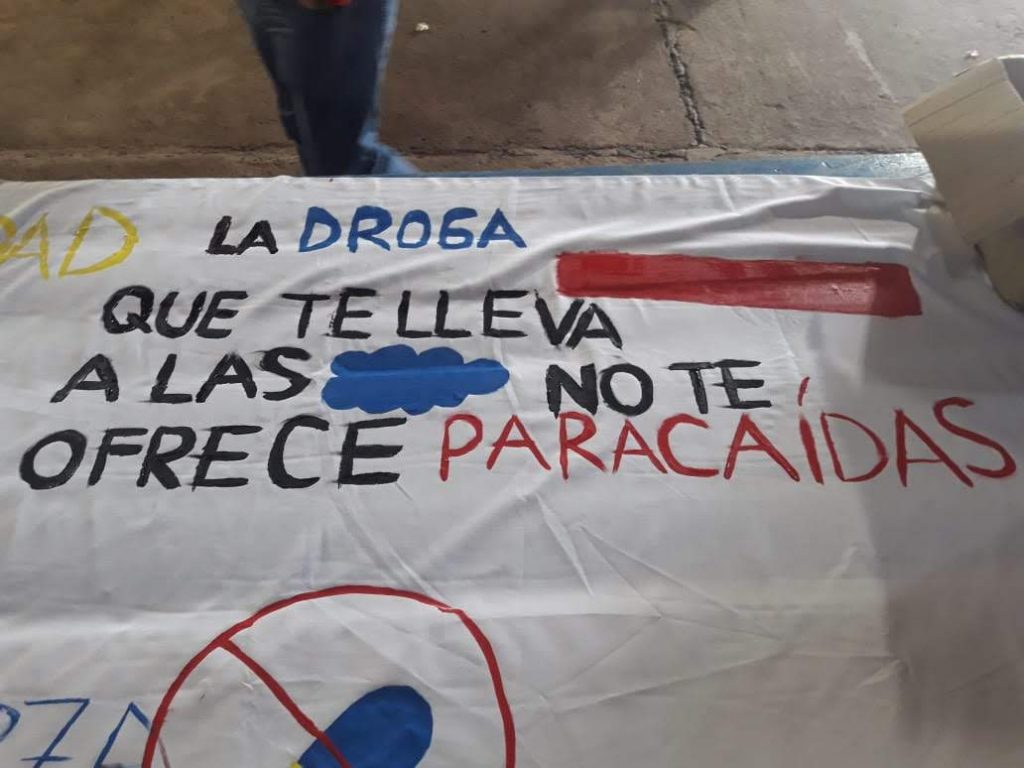 LA DROGA
QUE TE LLEVA
A LAS NO TE
OFRECE PARACAÍDAS